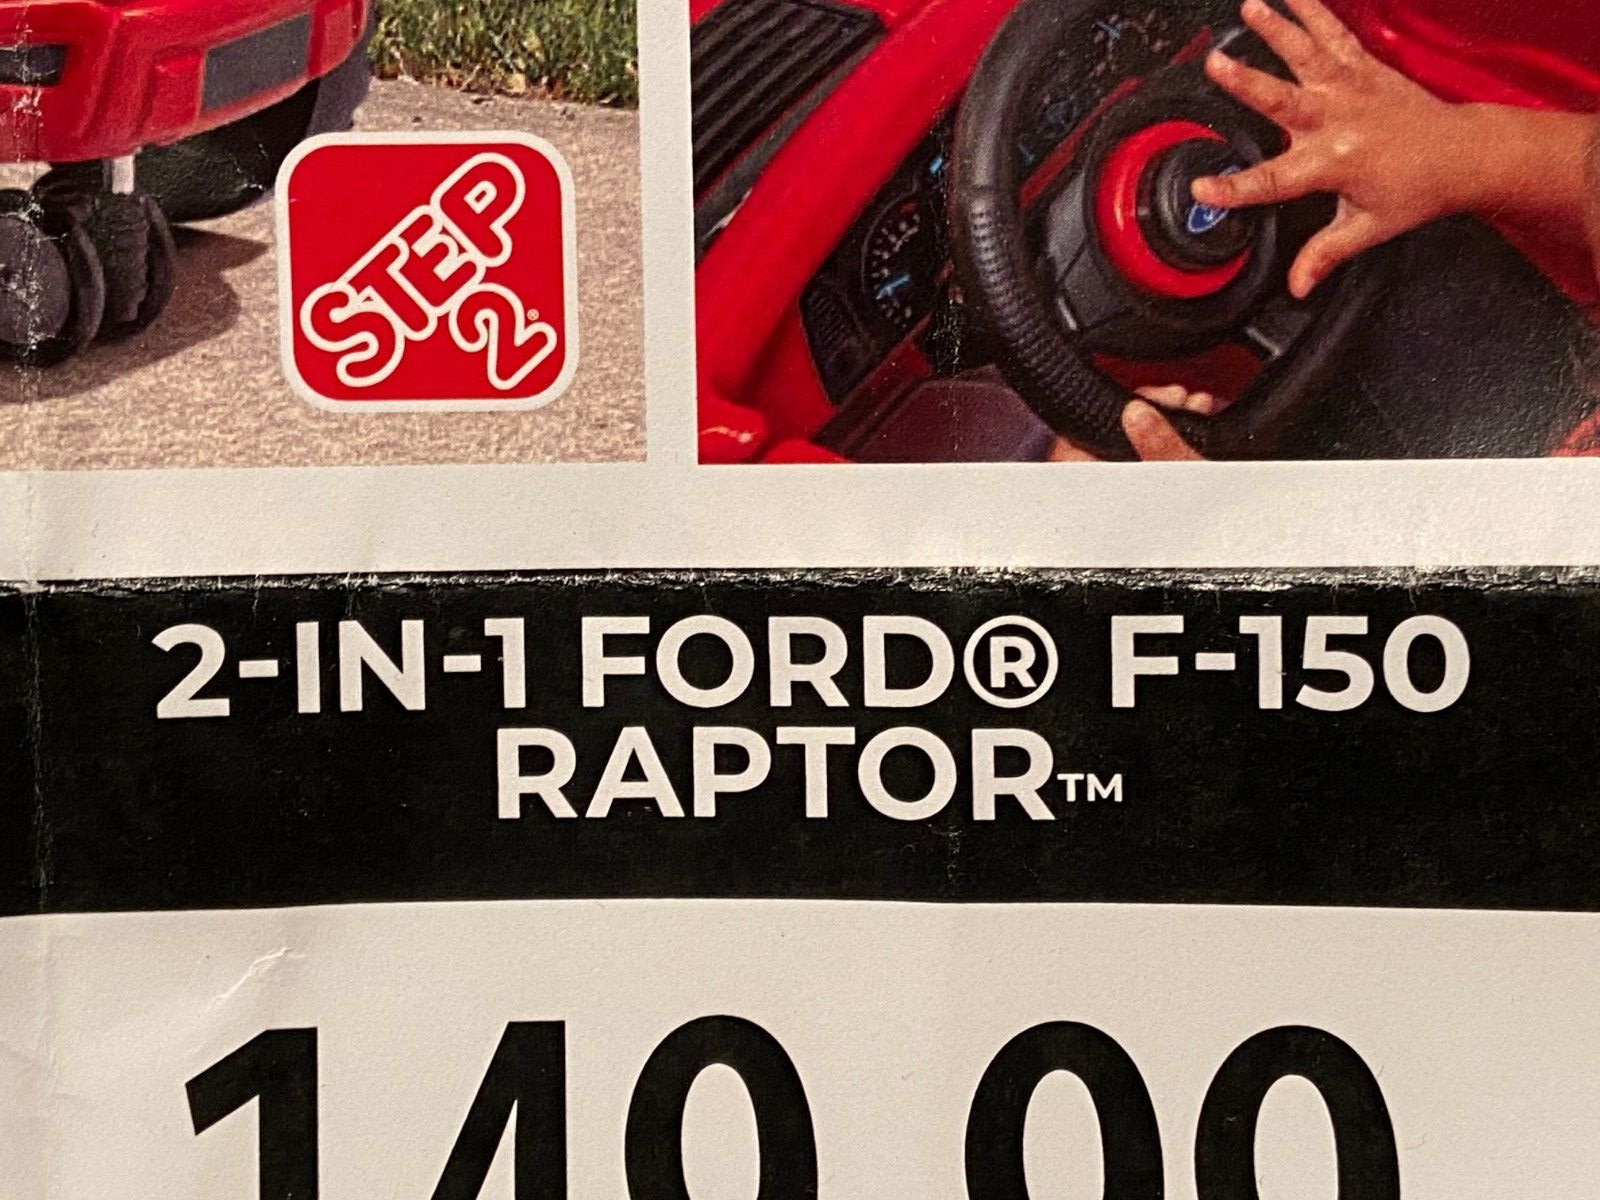 STEP
2®
2-IN-1 FORD® F-150
RAPTOR™